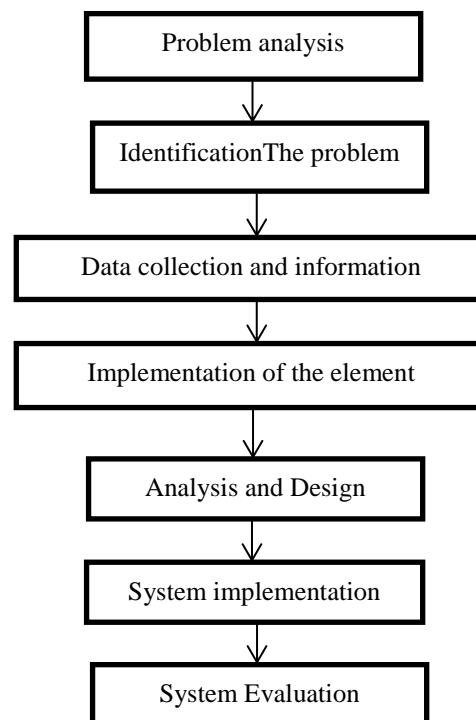 Problem analysis
IdentificationThe problem
Data collection and information
Implementation of the element
Analysis and Design
System implementation
System Evaluation